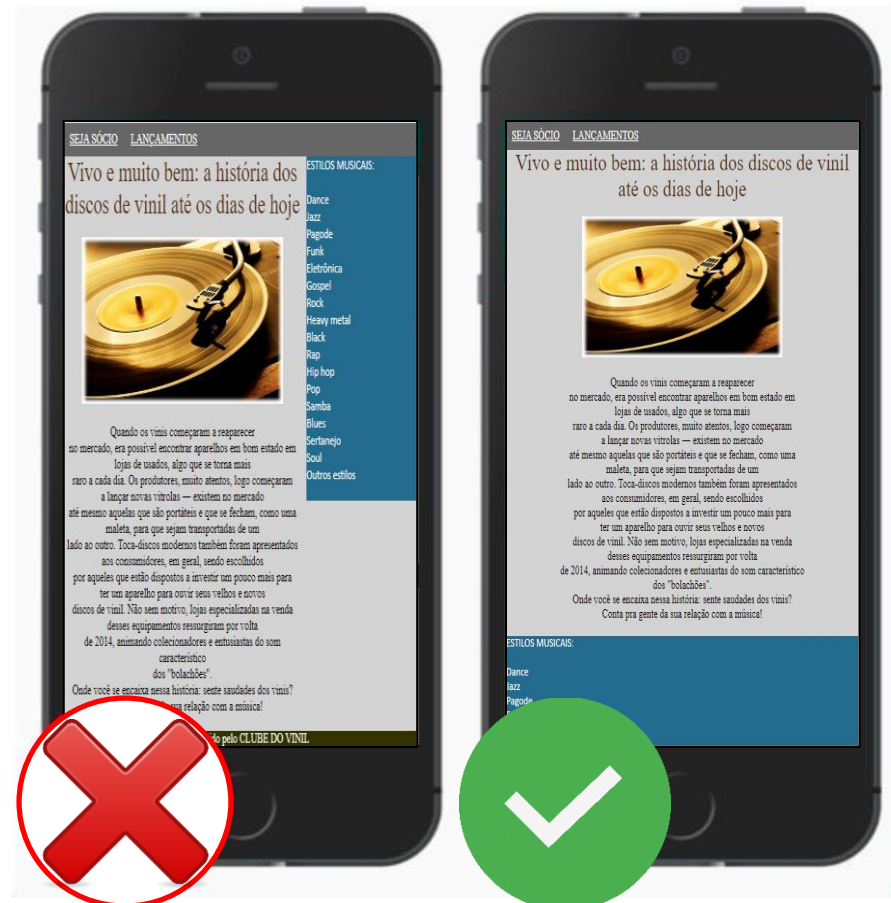 SEJA SÓCIO LANÇAMENTOS
Vivo e muito bem: a história dos
discos de vinil até os dias de hoje
Quando os vinis começaram a reaparecer
no mercado, era possível encontrar aparelhos em bom estado em
lojas de usados, algo que se torna mais
raro a cada dia. Os produtores, muito atentos, logo começaram
a lançar novas vitrolas — existem no mercado
até mesmo aquelas que são portáteis e que se fecham, como uma
maleta, para que sejam transportadas de um
lado ao outro. Toca-discos modernos também foram apresentados
aos consumidores, em geral, sendo escolhidos
por aqueles que estão dispostos a investir um pouco mais para
ter um aparelho para ouvir seus velhos e novos
discos de vinil. Não sem motivo, lojas especializadas na venda
desses equipamentos ressurgiram por volta
de 2014, animando colecionadores e entusiastas do som
característico
dos "bolachões".
Onde você se encaixa nessa história: sente saudades dos vinis?
sua relação com a música!
ESTILOS MUSICAIS:
Dance
Jazz
Pagode
Funk
Eletrônica
Gospel
Rock
Heavy metal
Black
Rap
Hip hop
Pop
Samba
Blues
Sertanejo
Soul
Outros estilos
pelo CLUBE DO VINIL
SEJA SÓCIO LANÇAMENTOS
Vivo e muito bem: a história dos discos de vinil
até os dias de hoje
Quando os vinis começaram a reaparecer
no mercado, era possível encontrar aparelhos em bom estado em
lojas de usados, algo que se torna mais
raro a cada dia. Os produtores, muito atentos, logo começaram
a lançar novas vitrolas — existem no mercado
até mesmo aquelas que são portáteis e que se fecham, como uma
maleta, para que sejam transportadas de um
lado ao outro. Toca-discos modernos também foram apresentados
aos consumidores, em geral, sendo escolhidos
por aqueles que estão dispostos a investir um pouco mais para
ter um aparelho para ouvir seus velhos e novos
discos de vinil. Não sem motivo, lojas especializadas na venda
desses equipamentos ressurgiram por volta
de 2014, animando colecionadores e entusiastas do som característico
dos "bolachões".
Onde você se encaixa nessa história: sente saudades dos vinis?
Conta pra gente da sua relação com a música!
ESTILOS MUSICAIS:
Dance
Jazz
Pagode